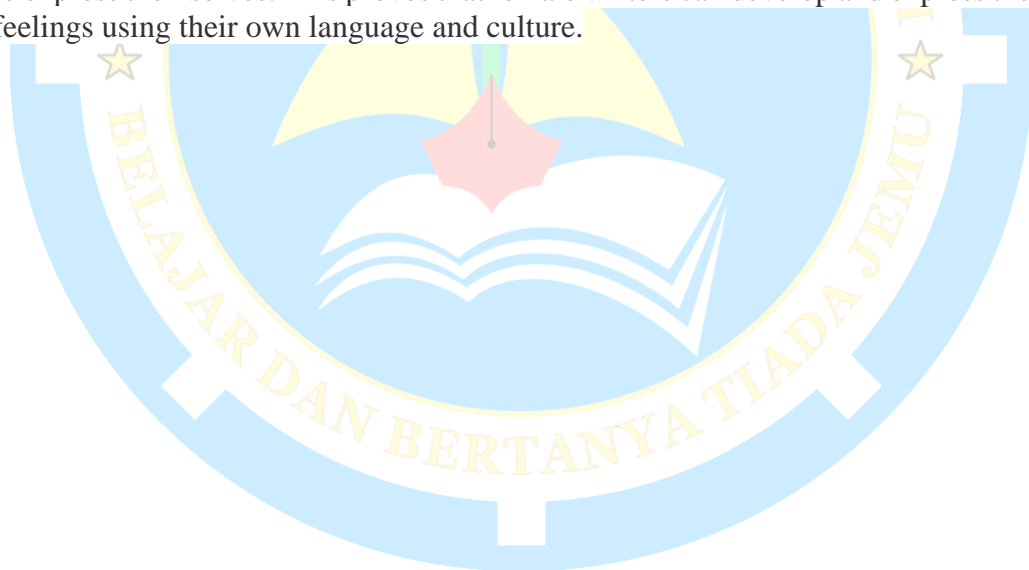 feelings using their own language and culture.
BELAJAR DAN BERTANYA TIADA JEMU